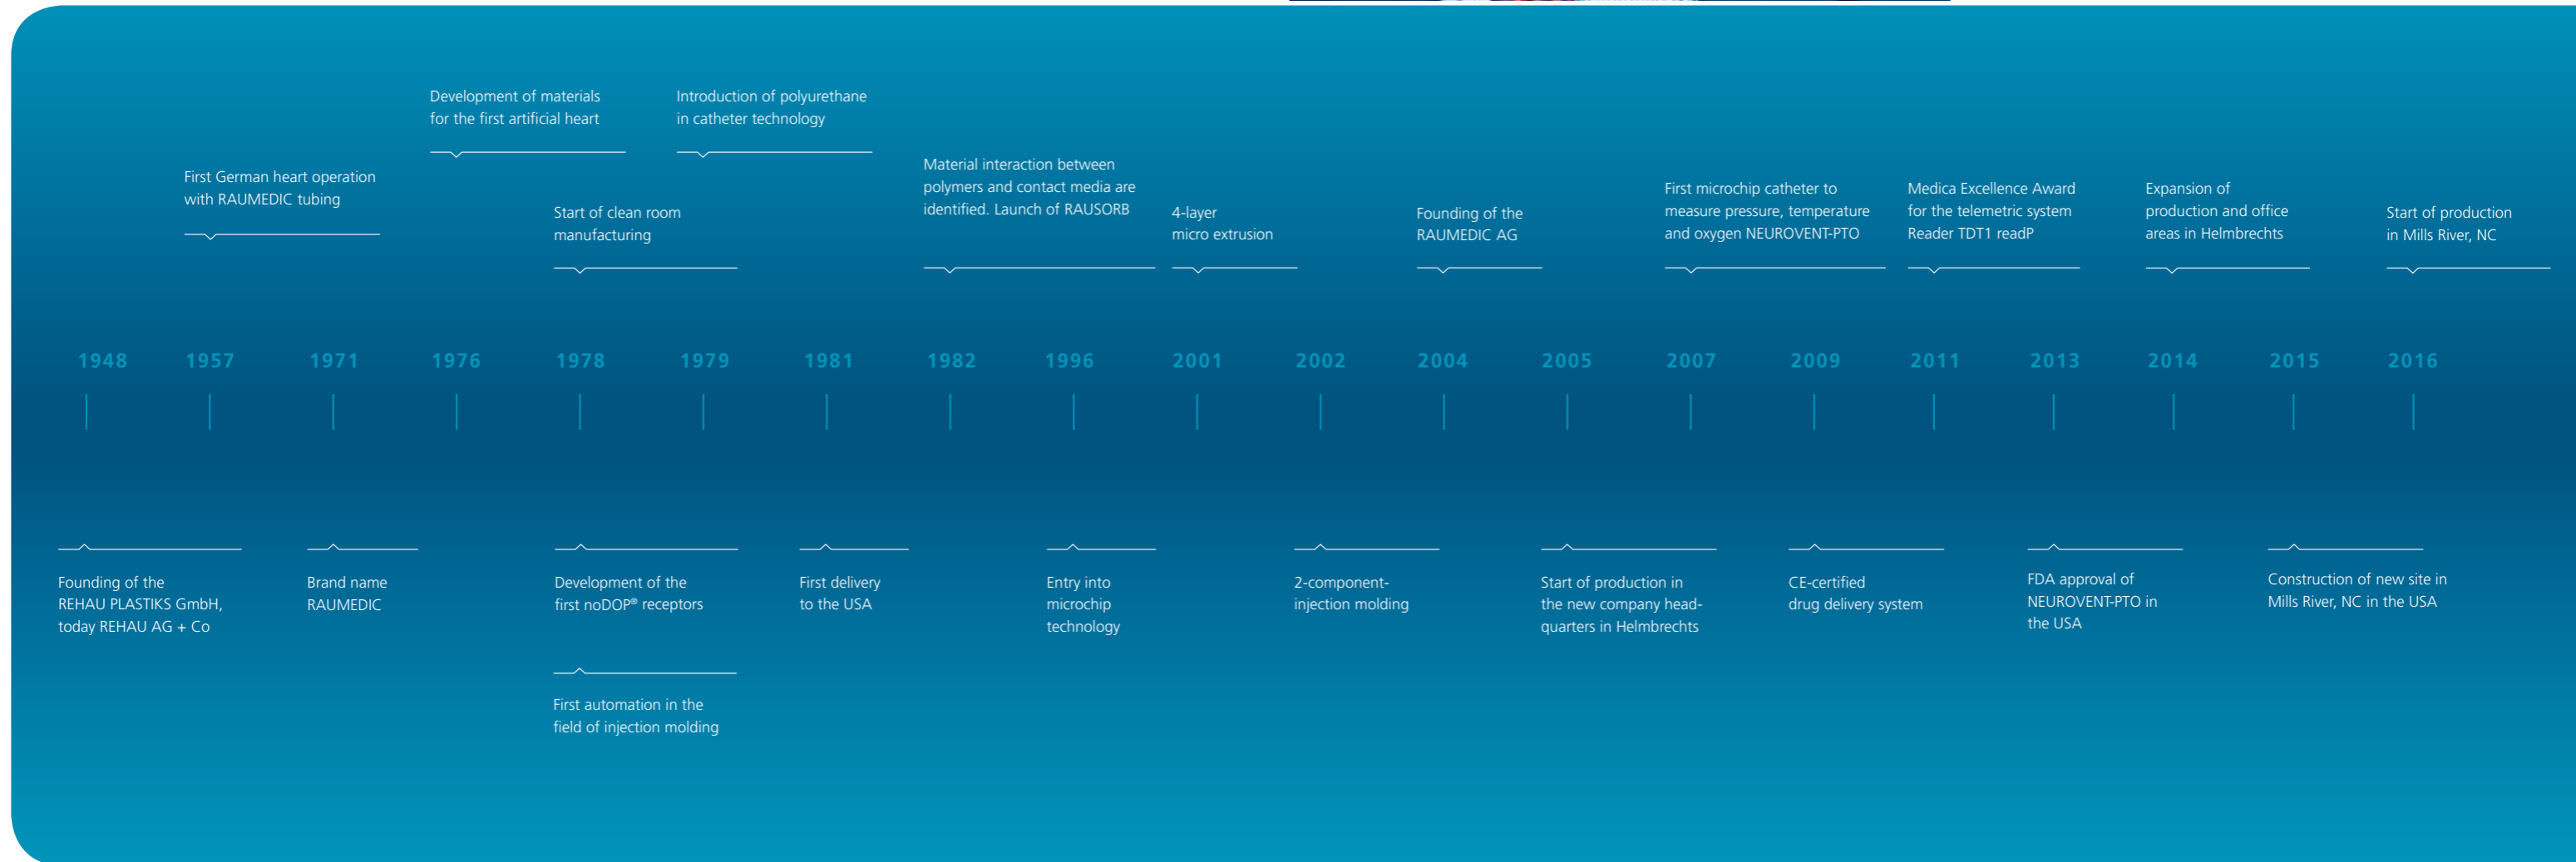 Development of materials
for the first artificial heart
Introduction of polyurethane
in catheter technology
First German heart operation
with RAUMEDIC tubing
Start of clean room
manufacturing
Material interaction between
polymers and contact media are
identified. Launch of RAUSORB
4-layer
micro extrusion
Founding of the
RAUMEDIC AG
First microchip catheter to
measure pressure, temperature
and oxygen NEUROVENT-PTO
Medica Excellence Award
for the telemetric system
Reader TDT1 readP
Expansion of
production and office
areas in Helmbrechts
Start of production
in Mills River, NC
1948 1957 1971 1976 1978 1979 1981 1982 1996 2001 2002 2004 2005 2007 2009 2011 2013 2014 2015 2016
Founding of the
REHAU PLASTIKS GmbH,
today REHAU AG + Co
Brand name
RAUMEDIC
Development of the
first noDOP® receptors
First automation in the
field of injection molding
First delivery
to the USA
Entry into
microchip
technology
2-component-
injection molding
Start of production in
the new company head-
quarters in Helmbrechts
CE-certified
drug delivery system
FDA approval of
NEUROVENT-PTO in
the USA
Construction of new site in
Mills River, NC in the USA